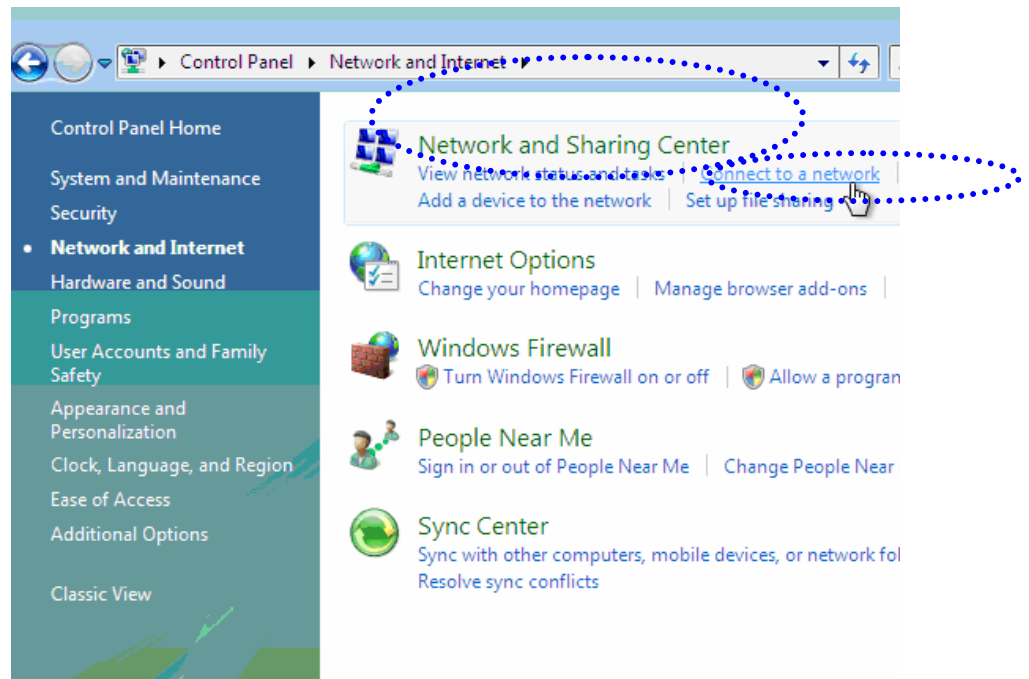 Control Panel Network and Internet
Control Panel Home
System and Maintenance
Security
Network and Internet
Hardware and Sound
Programs
User Accounts and Family
Safety
Appearance and
Personalization
Clock, Language, and Region
Ease of Access
Additional Options
Classic View
Network and Sharing Center
View network status and tasks Connect to a network
Add a device to the network Set up file sharing
Internet Options
Change your homepage Manage browser add-ons
Windows Firewall
Turn Windows Firewall on or off Allow a program
People Near Me
Sign in or out of People Near Me Change People Near
Sync Center
Sync with other computers, mobile devices, or network fol
Resolve sync conflicts